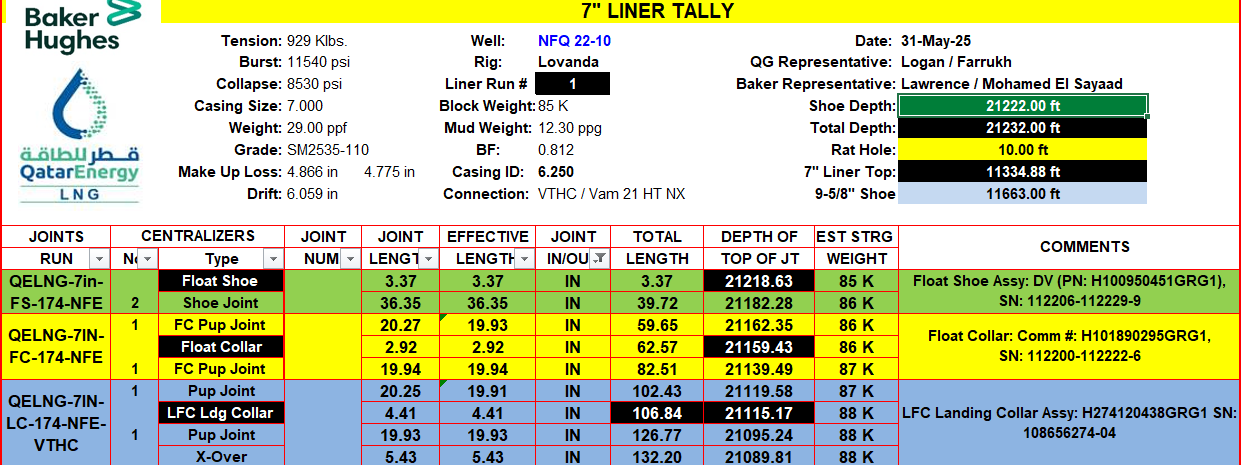 Baker
Hughes
قطر للطاقة
QatarEnergy
LNG
7" LINER TALLY
Tension: 929 Klbs. Well: NFQ 22-10 Date: 31-May-25
Burst: 11540 psi Rig: Lovanda QG Representative: Logan / Farrukh
Collapse: 8530 psi Liner Run # 1 Baker Representative: Lawrence / Mohamed El Sayaad
Casing Size: 7.000 Block Weight: 85 K Shoe Depth: 21222.00 ft
Weight: 29.00 ppf Mud Weight: 12.30 ppg Total Depth: 21232.00 ft
Grade: SM2535-110 BF: 0.812 Rat Hole: 10.00 ft
Make Up Loss: 4.866 in 4.775 in Casing ID: 6.250 7" Liner Top: 11334.88 ft
Drift: 6.059 in Connection: VTHC / Vam 21 HT NX 9-5/8" Shoe 11663.00 ft
JOINTS CENTRALIZERS JOINT JOINT EFFECTIVE JOINT TOTAL DEPTH OF EST STRG COMMENTS
RUN Type NUM LENGTH IN/OU LENGTH TOP OF JT WEIGHT
QELNG-7in-FS-174-NFE Float Shoe 3.37 3.37 IN 3.37 21218.63 85 K Float Shoe Assy: DV (PN: H100950451GRG1),
2 Shoe Joint 36.35 36.35 IN 39.72 21182.28 86 K SN: 112206-112229-9
QELNG-7IN-FC-174-NFE 1 FC Pup Joint 20.27 19.93 IN 59.65 21162.35 86 K
Float Collar 2.92 2.92 IN 62.57 21159.43 86 K Float Collar: Comm #: H101890295GRG1,
1 FC Pup Joint 19.94 19.94 IN 82.51 21139.49 87 K SN: 112200-112222-6
QELNG-7IN-LC-174-NFE-VTHC 1 Pup Joint 20.25 19.91 IN 102.43 21119.58 87 K
LFC Ldg Collar 4.41 4.41 IN 106.84 21115.17 88 K LFC Landing Collar Assy: H274120438GRG1 SN:
1 Pup Joint 19.93 19.93 IN 126.77 21095.24 88 K 108656274-04
X-Over 5.43 5.43 IN 132.20 21089.81 88 K